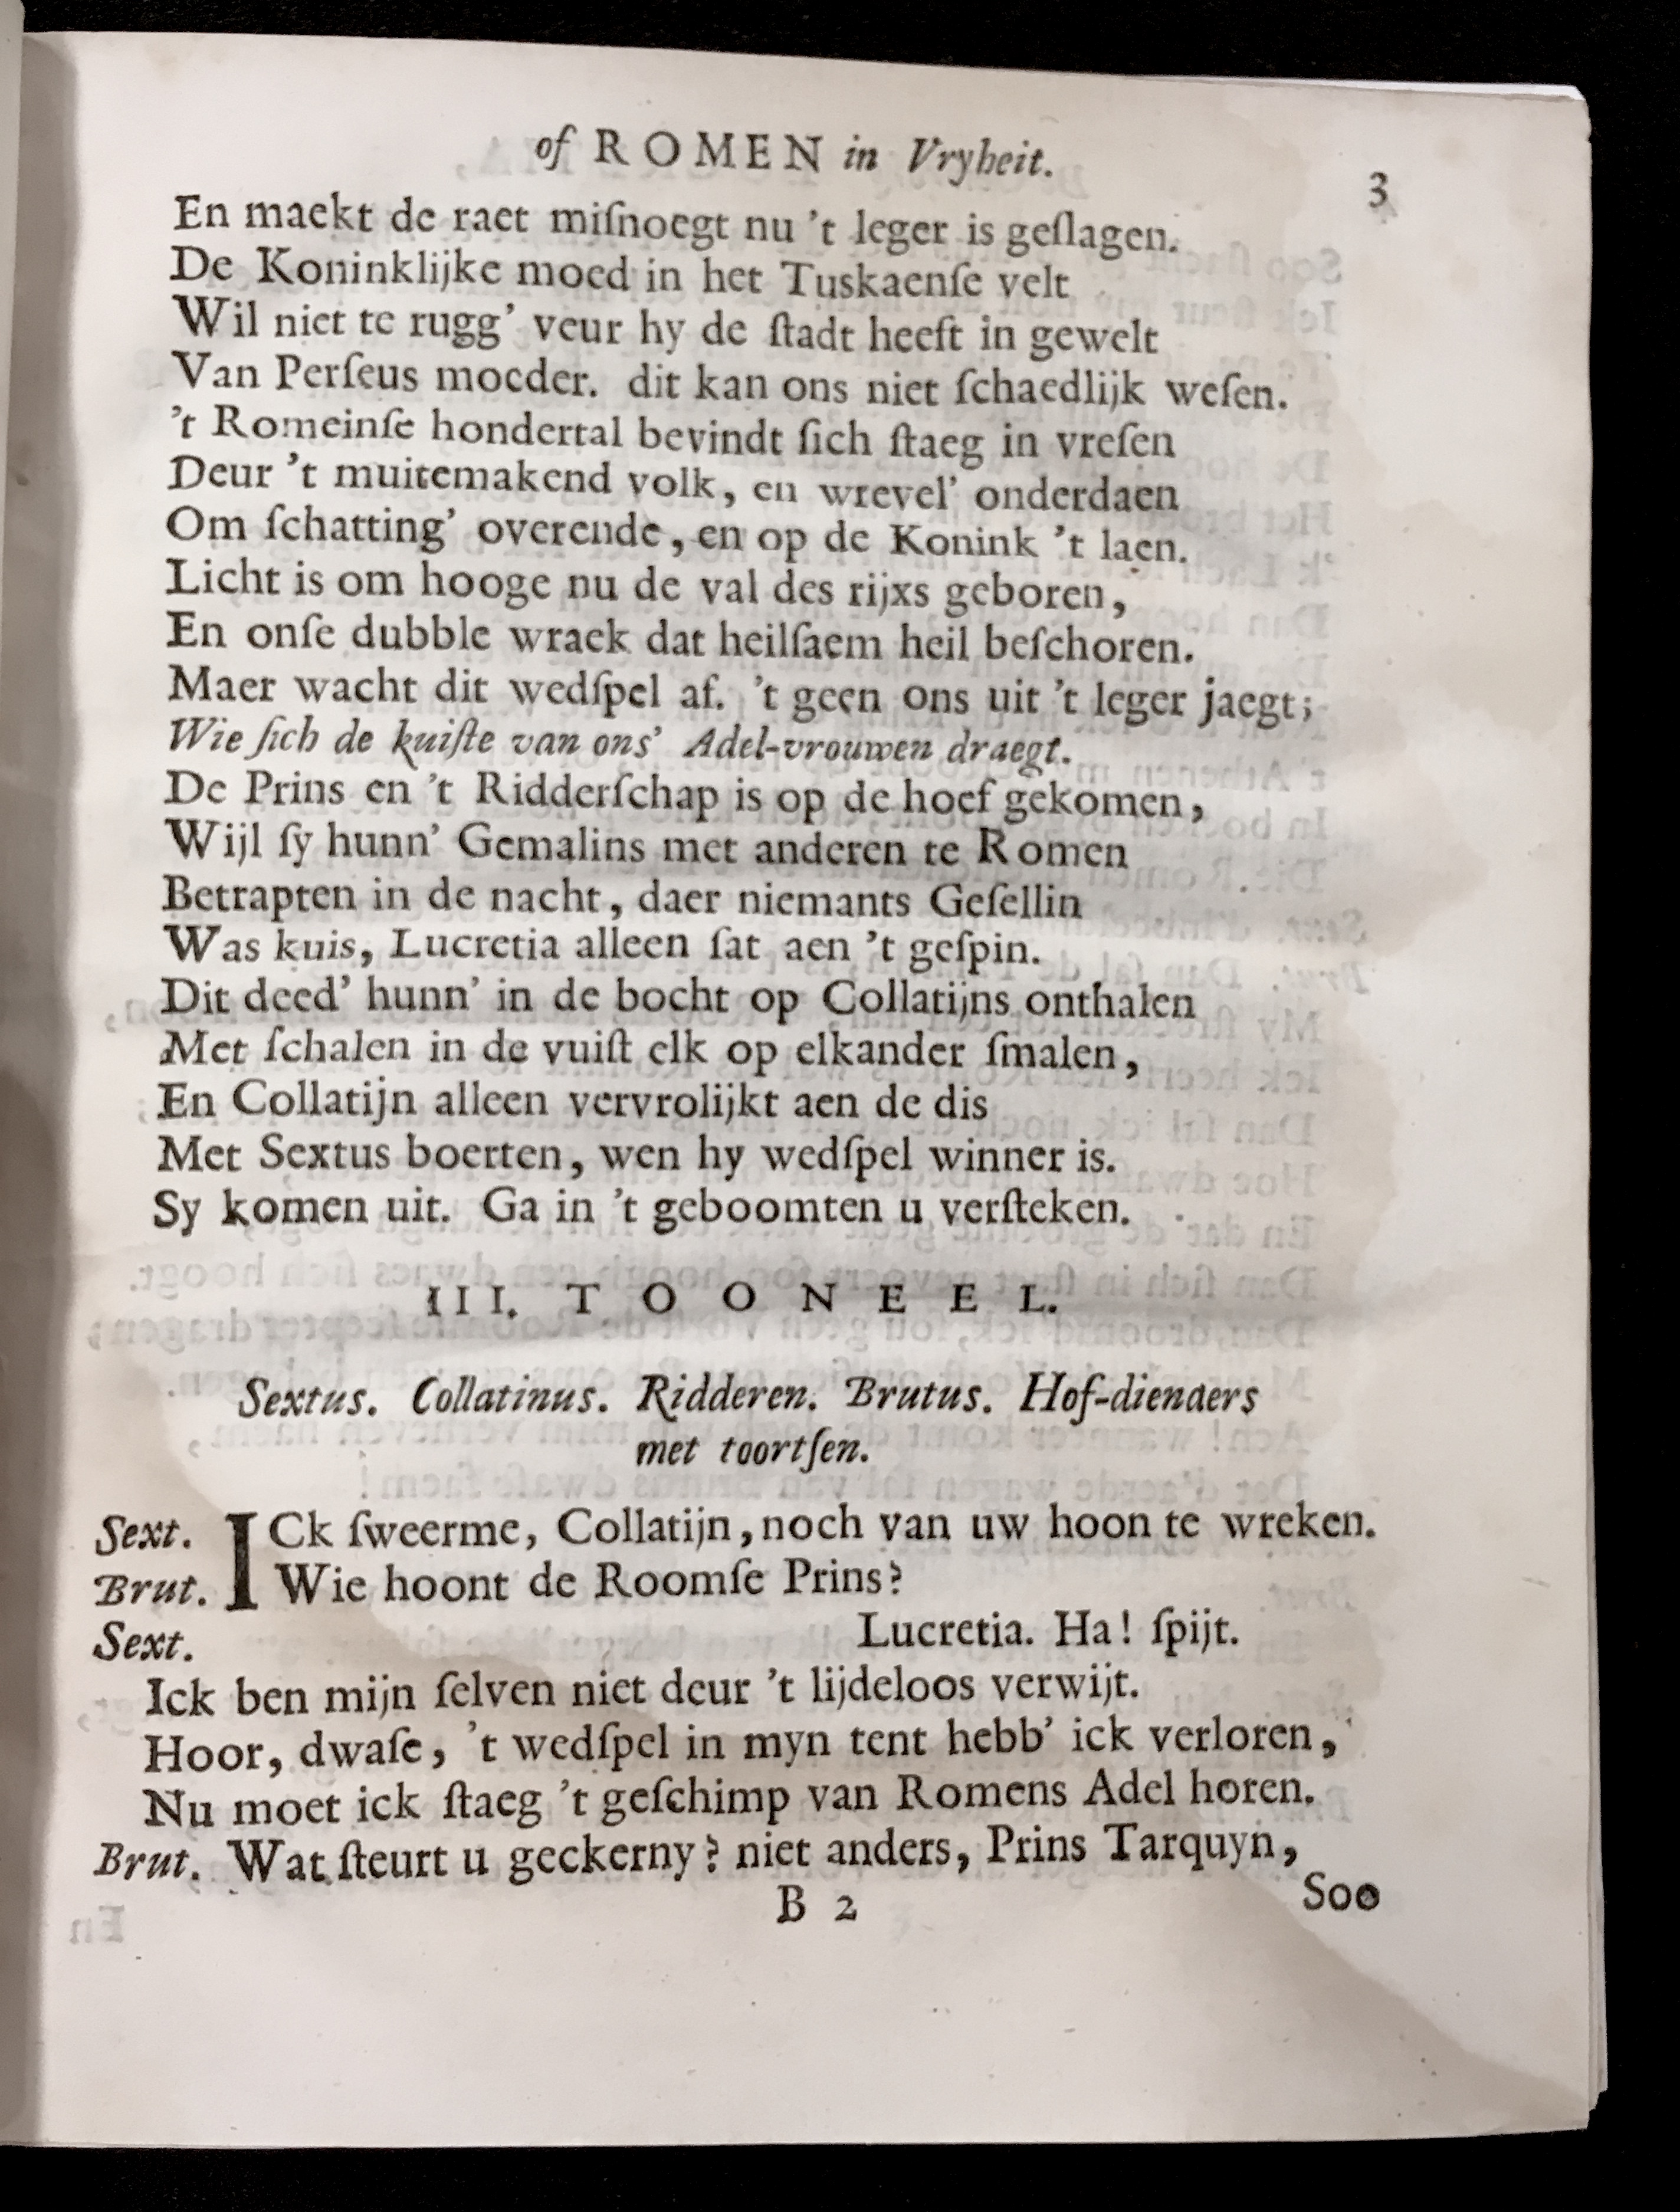 of ROMEN in Vryheit.
3
En maekt de raet miſnoegt nu 't leger is geſlagen.
De Koninklijke moed in het Tuskaenſe velt
Wil niet te rugg' veur hy de ſtadt heeft in gewelt
Van Perſeus moeder. dit kan ons niet ſchaedlijk weſen.
't Romeinſe hondertal bevindt ſich ſtaeg in vreſen
Deur 't muitemakend volk, en wrevel' onderdaen
Om ſchatting' overende, en op de Konink 't laen.
Licht is om hooge nu de val des rijxs geboren,
En onſe dubble wraek dat heilſaem heil beſchoren.
Maer wacht dit wedſpel af. 't geen ons uit 't leger jaegt;
Wie ſich de kuiſte van ons' Adel-vrouwen draegt.
De Prins en 't Ridderſchap is op de hoef gekomen,
Wijl ſy hunn' Gemalins met anderen te Romen
Betrapten in de nacht, daer niemants Geſellin
Was kuis, Lucretia alleen ſat aen 't geſpin.
Dit deed' hunn' in de bocht op Collatijns onthalen
Met ſchalen in de vuiſt elk op elkander ſmalen,
En Collatijn alleen vervrolijkt aen de dis
Met Sextus boerten, wen hy wedſpel winner is.
Sy komen uit. Ga in 't geboomten u verſteken.
III. TOONEEL.
Sextus. Collatinus. Ridderen. Brutus. Hof-dienaers
met toortſen.
Sext. ICk ſweerme, Collatijn, noch van uw hoon te wreken.
Brut. Wie hoont de Roomſe Prins?
Sext. Lucretia. Ha! ſpijt.
Ick ben mijn ſelven niet deur 't lijdeloos verwijt.
Hoor, dwaſe, 't wedſpel in myn tent hebb' ick verloren,
Nu moet ick ſtaeg 't geſchimp van Romens Adel horen.
Brut. Wat ſteurt u geckerny? niet anders, Prins Tarquyn,
B 2
Soo